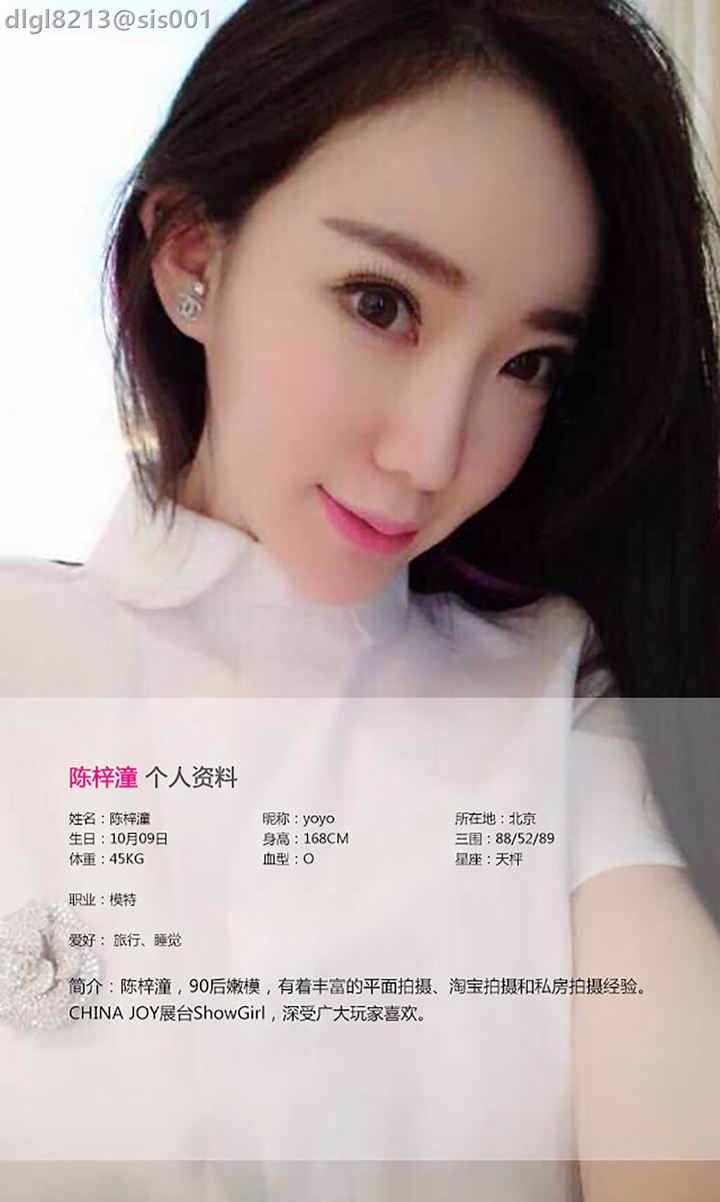 dlgl8213@sis001
陈梓潼 个人资料
姓名：陈梓潼 昵称：yoyo 所在地：北京
生日：10月09日 身高：168CM 三围：88/52/89
体重：45KG 血型：O 星座：天枰
职业：模特
爱好： 旅行、睡觉
简介：陈梓潼，90后嫩模，有着丰富的平面拍摄、淘宝拍摄和私房拍摄经验。
CHINA JOY展台ShowGirl，深受广大玩家喜欢。